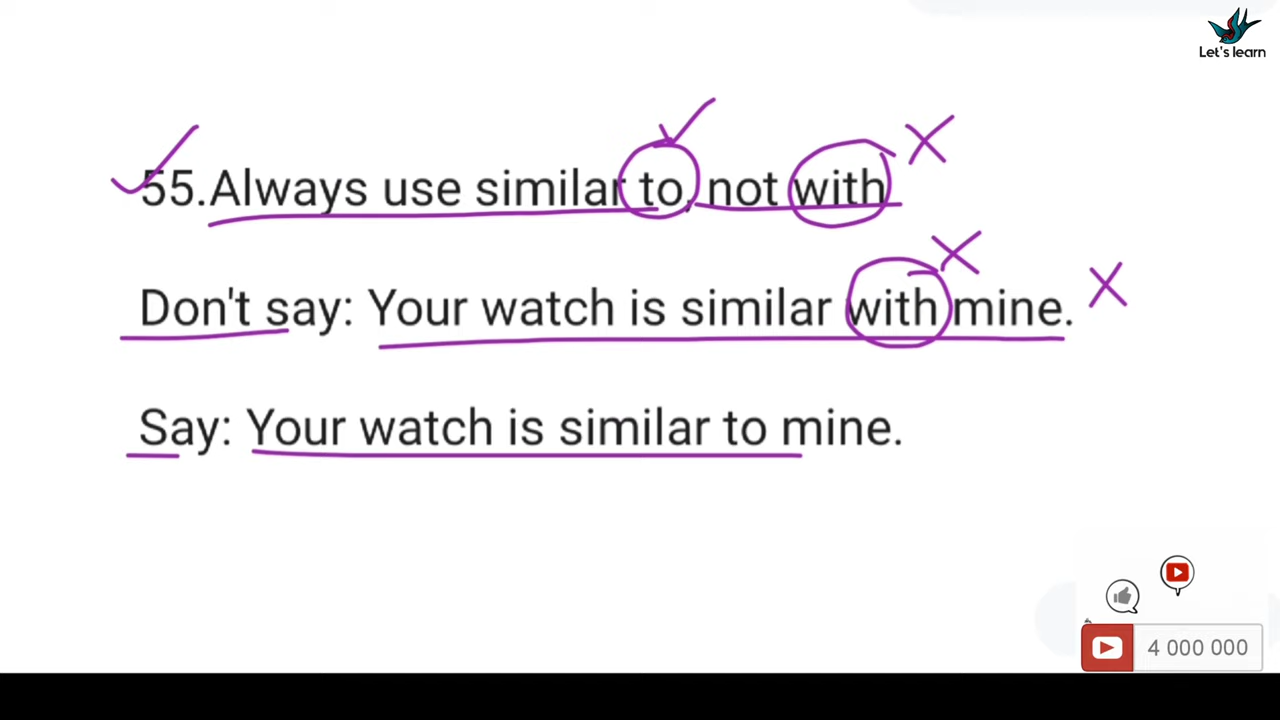 Let's learn
55.Always use similar to, not with
Don't say: Your watch is similar with mine.
Say: Your watch is similar to mine.
4 000 000